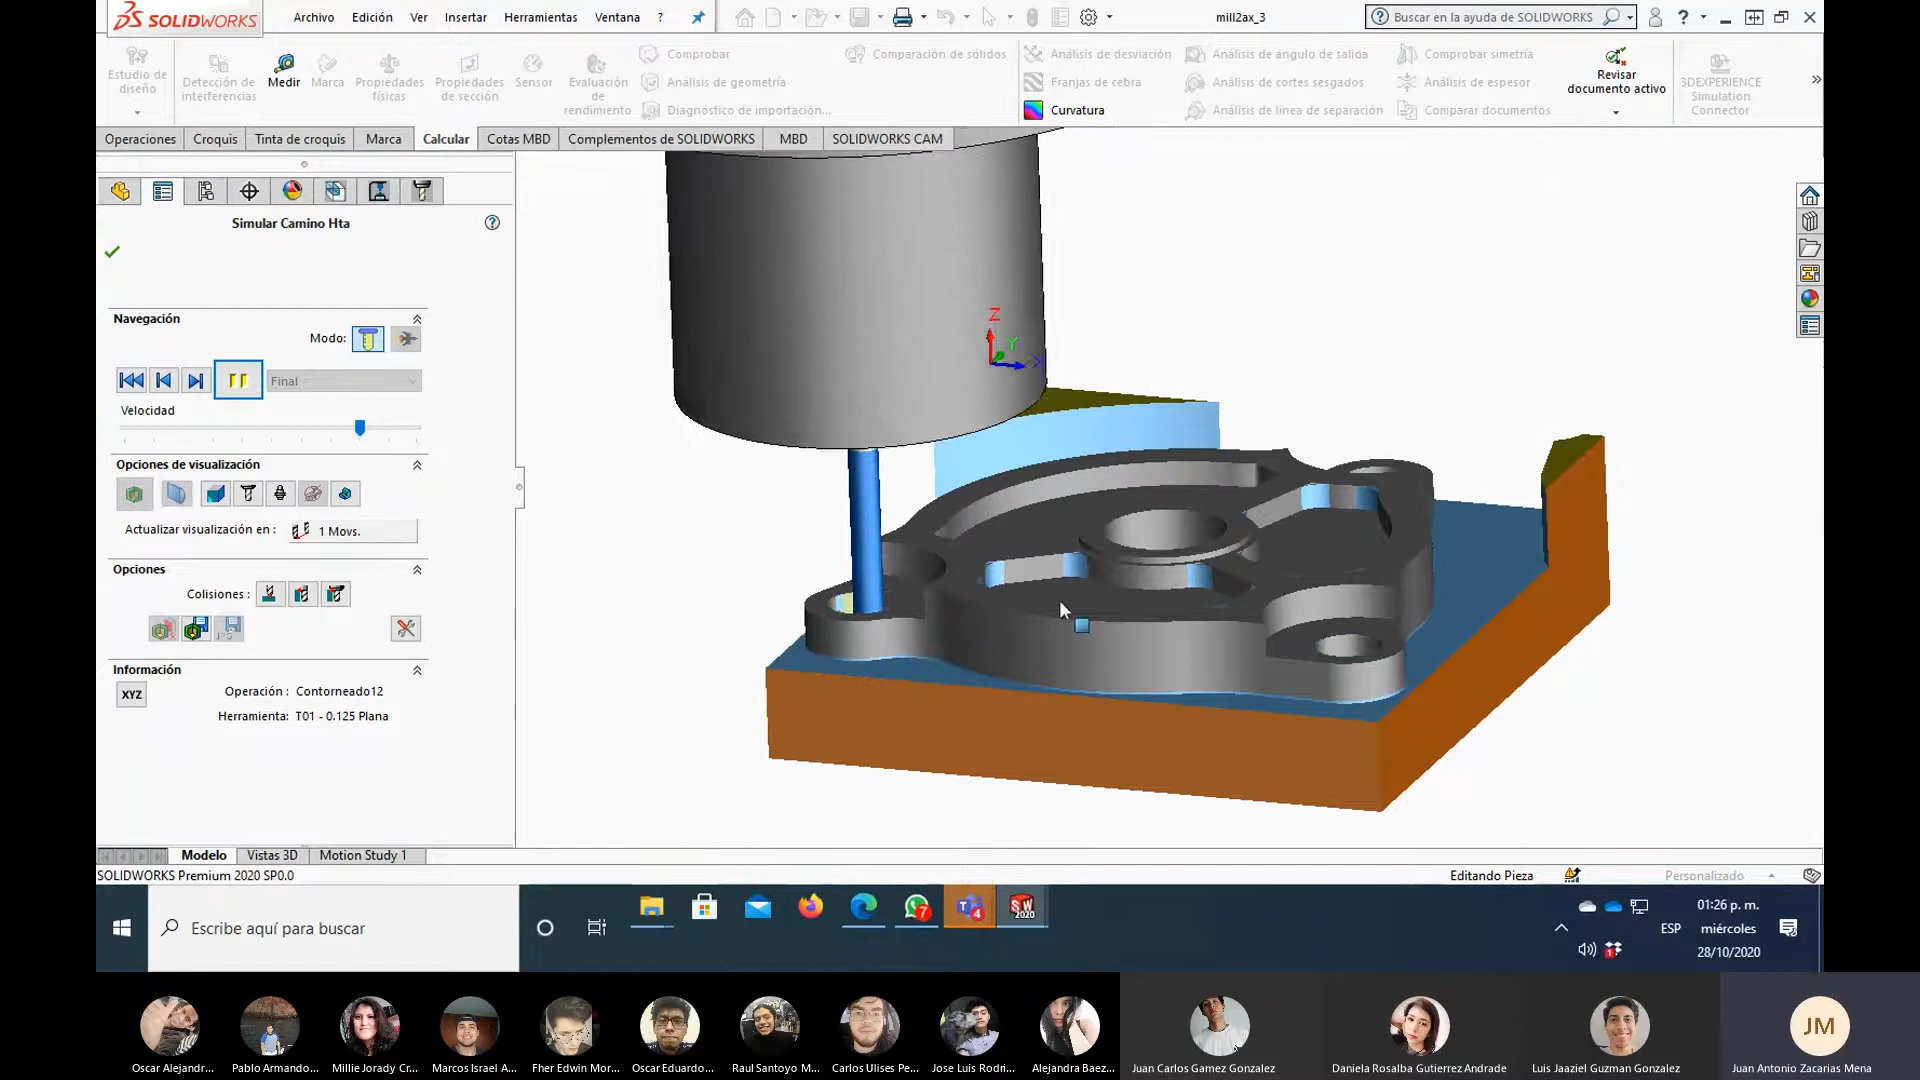 SOLIDWORKS
Archivo Edición Ver Insertar Herramientas Ventana ?
mill2ax_3
Buscar en la ayuda de SOLIDWORKS
?
Estudio de diseño
Detección de interferencias
Medir
Marca
Propiedades físicas
Propiedades de sección
Sensor
Evaluación de rendimiento
Comprobar
Análisis de geometría
Diagnóstico de importación...
Comparación de sólidos
Análisis de desviación
Franjas de cebra
Curvatura
Análisis de ángulo de salida
Análisis de cortes sesgados
Análisis de línea de separación
Comprobar simetría
Análisis de espesor
Comparar documentos
Revisar documento activo
3DEXPERIENCE Simulation Connector
Operaciones Croquis Tinta de croquis Marca Calcular Cotas MBD Complementos de SOLIDWORKS MBD SOLIDWORKS CAM
Simular Camino Hta
Navegación
Modo:
Final
Velocidad
Opciones de visualización
Actualizar visualización en : 1 Movs.
Opciones
Colisiones :
Información
XYZ
Operación : Contorneado12
Herramienta: T01 - 0.125 Plana
Z
Y
X
Modelo Vistas 3D Motion Study 1
SOLIDWORKS Premium 2020 SP0.0
Editando Pieza
Personalizado
Escribe aquí para buscar
7
4
SW
2020
ESP
01:26 p. m.
miércoles
28/10/2020
1
JM
Oscar Alejandr...
Pablo Armando...
Millie Jorady Cr...
Marcos Israel A...
Fher Edwin Mor...
Oscar Eduardo...
Raul Santoyo M...
Carlos Ulises Pe...
Jose Luis Rodri...
Alejandra Baez...
Juan Carlos Gamez Gonzalez
Daniela Rosalba Gutierrez Andrade
Luis Jaaziel Guzman Gonzalez
Juan Antonio Zacarias Mena